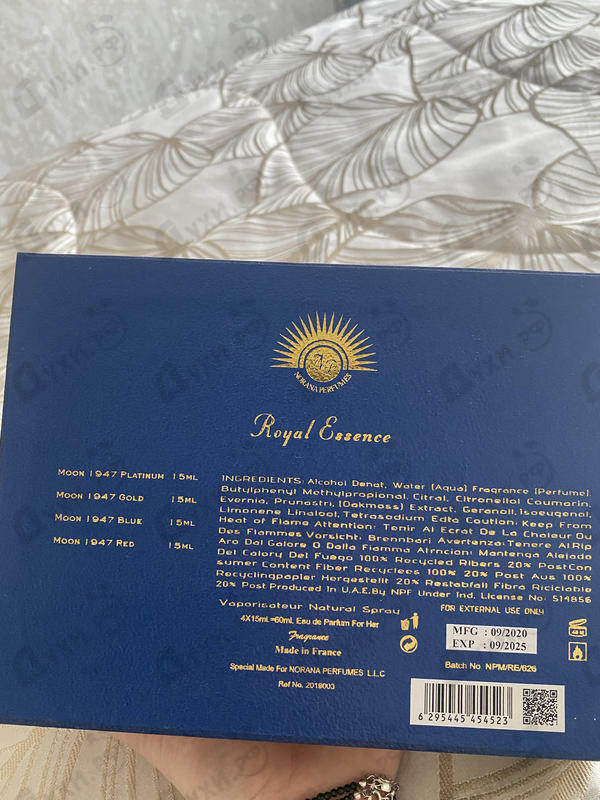 NORANA PERFUMES
Royal Essence
MOON 1947 PLATINUM 15ML
MOON 1947 GOLD 15ML
MOON 1947 BLUE 15ML
MOON 1947 RED 15ML
INGREDIENTS: Alcohol Denat, Water (Aqua) Fragrance (Perfume),
Butylphenyl Methylpropional, Citral, Citronellol Coumarin,
Evernia, Prunastri, (Oakmoss) Extract, Geraniol, Isoeugenol,
Limonene Linalool, Tetrasodium Edta Caution: Keep From
Heat of Flame Attention: Tenir Al Ecrat De La Chaleur Ou
Des Flammes Vorsicht: Brennbari Avertenza: Tenere Al Rip
Aro Dal Galore O Dalla Fiamma Atrncion: Mantenga Alejado
Del Calory Del Fuego 100% Recycled Ribers 20% PostCon
sumer Content Fiber Recyclees 100% 20% Post Aus 100%
Recyclingpapier Hergestellt 20% Restabfall Fibra Riciclable
20% Post Produced In U.A.E. By NPF Under Ind. License No: 514856
Vaporisateur Natural Spray
FOR EXTERNAL USE ONLY
4X15mL=60mL, Eau de Parfum For Her
Fragrance
Made in France
Special Made For NORANA PERFUMES L.L.C
Ref No. 2019003
MFG : 09/2020
EXP : 09/2025
48 M
Batch No NPM/RE/626
6 295445 454523
Духи.рф